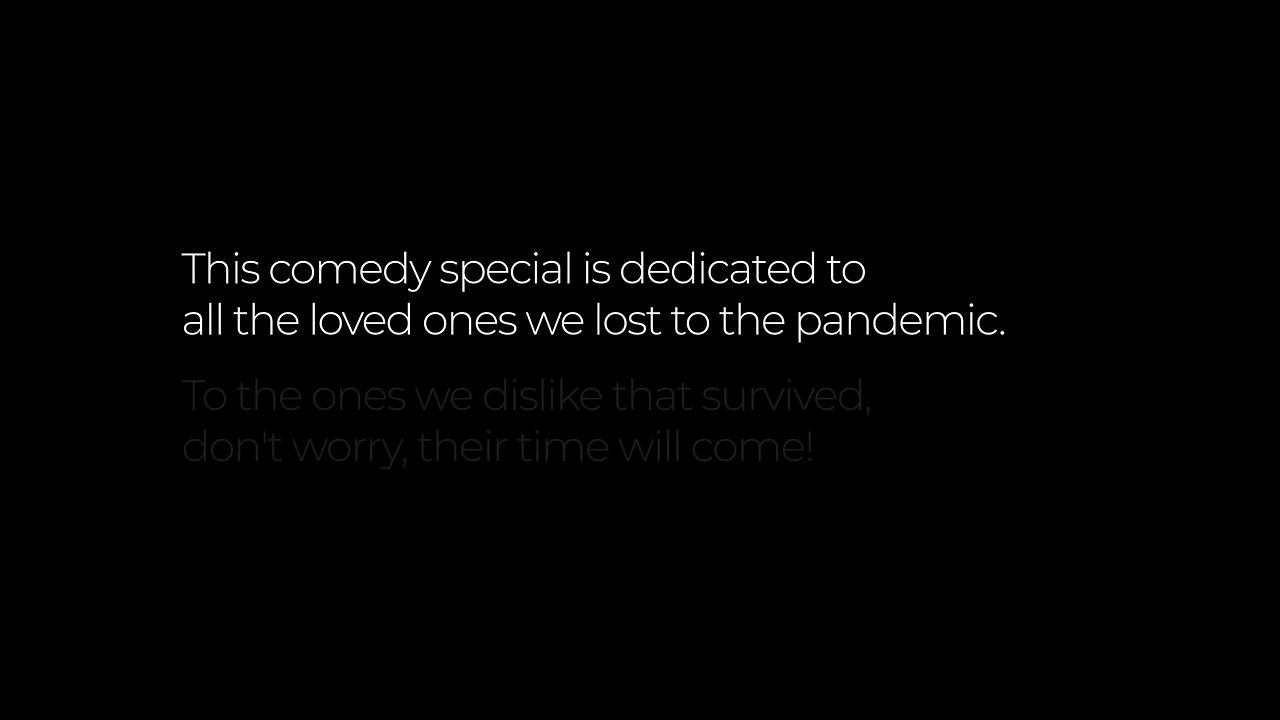 This comedy special is dedicated to
all the loved ones we lost to the pandemic.
To the ones we dislike that survived,
don't worry, their time will come!